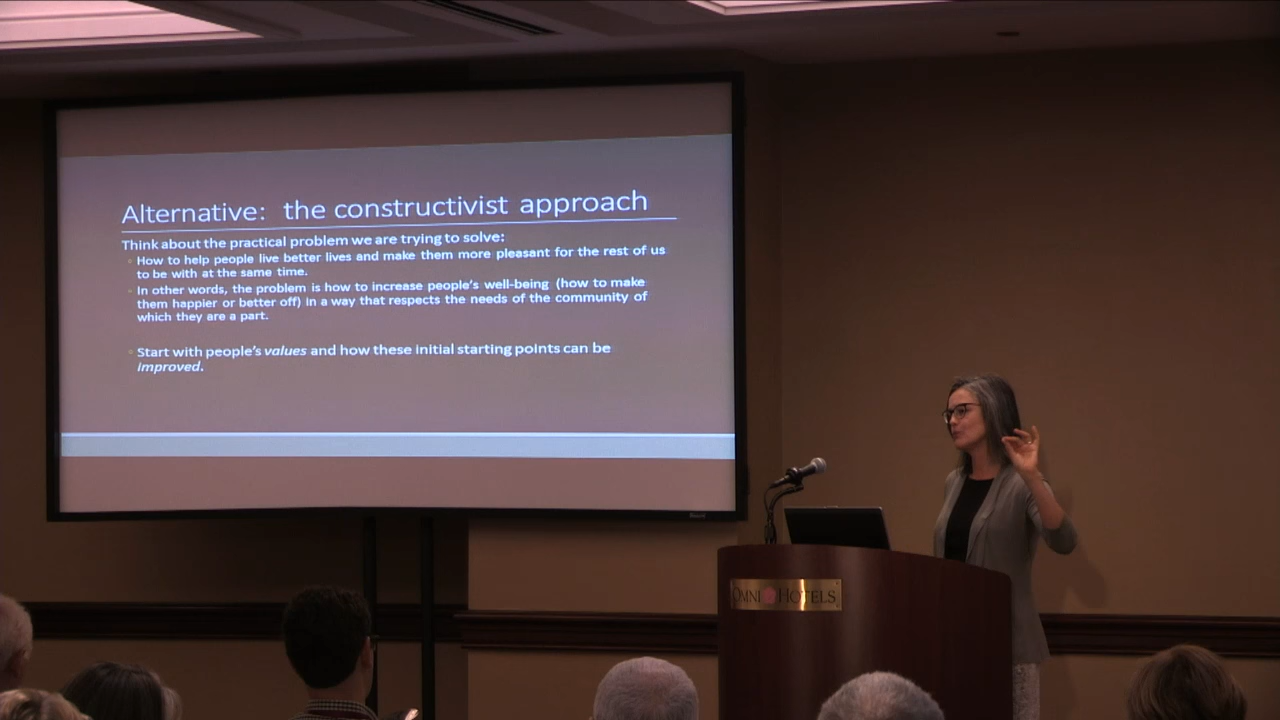 Alternative: the constructivist approach
Think about the practical problem we are trying to solve:
How to help people live better lives and make them more pleasant for the rest of us
to be with at the same time.
In other words, the problem is how to increase people's well-being (how to make
them happier or better off) in a way that respects the needs of the community of
which they are a part.
Start with people's values and how these initial starting points can be
improved.
OMNI HOTELS